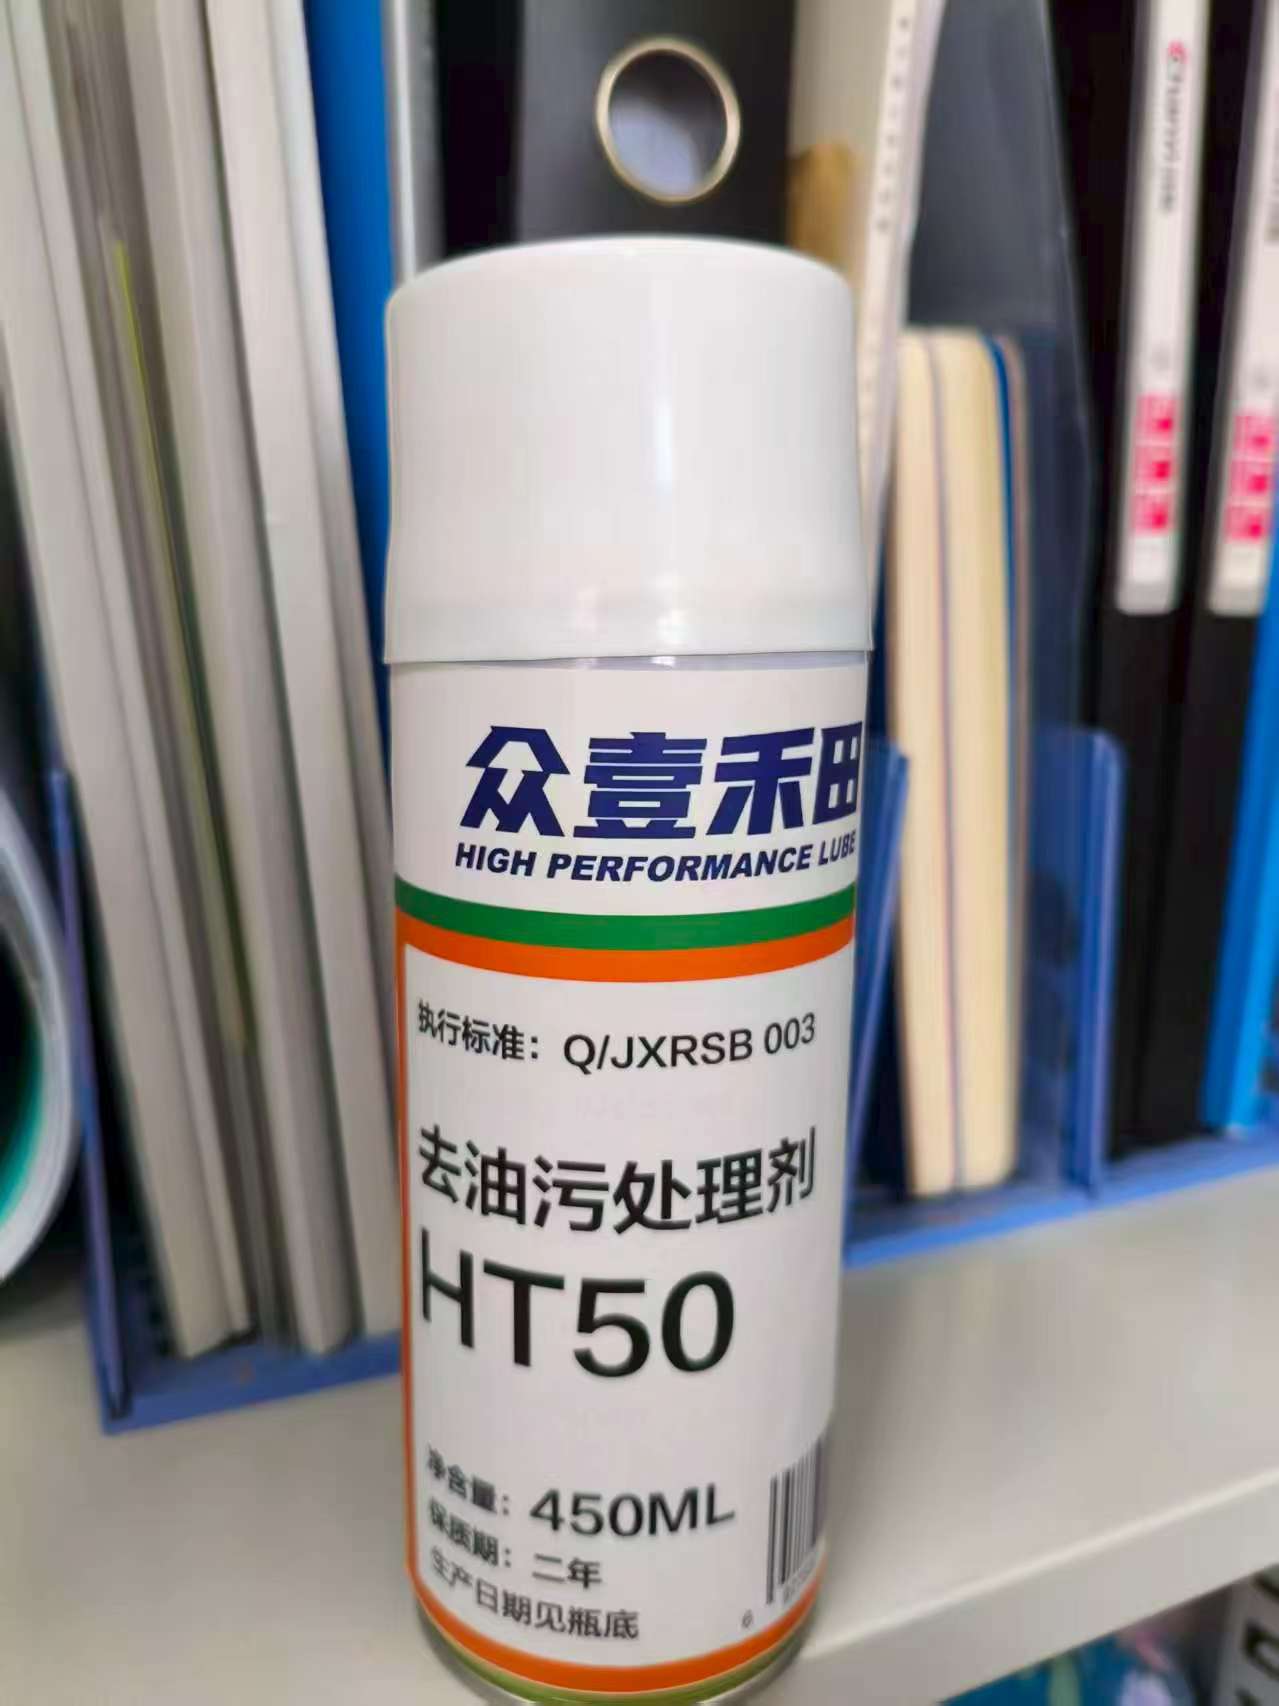 众壹禾田
HIGH PERFORMANCE LUBE
执行标准：Q/JXRSB 003
去油污处理剂
HT50
净含量：450ML
保质期：二年
生产日期见瓶底
6